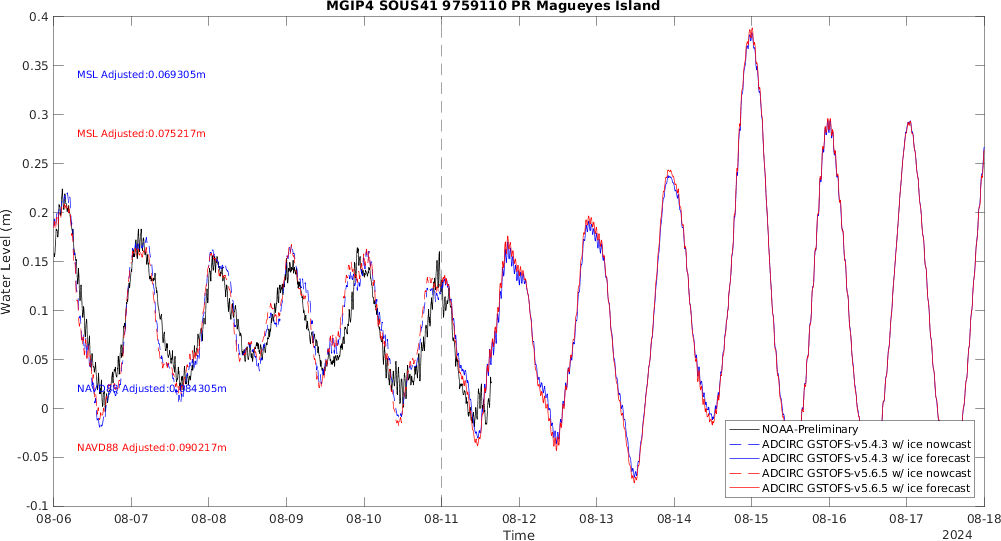 MGIP4 SOUS41 9759110 PR Magueyes Island
0.4
0.35
0.3
0.25
0.2
0.15
0.1
0.05
0
-0.05
-0.1
Water Level (m)
MSL Adjusted:0.069305m
MSL Adjusted:0.075217m
NAVD88 Adjusted:0.084305m
NAVD88 Adjusted:0.090217m
NOAA-Preliminary
ADCIRC GSTOFS-v5.4.3 w/ ice nowcast
ADCIRC GSTOFS-v5.4.3 w/ ice forecast
ADCIRC GSTOFS-v5.6.5 w/ ice nowcast
ADCIRC GSTOFS-v5.6.5 w/ ice forecast
08-06 08-07 08-08 08-09 08-10 08-11 08-12 08-13 08-14 08-15 08-16 08-17 08-18
Time
2024